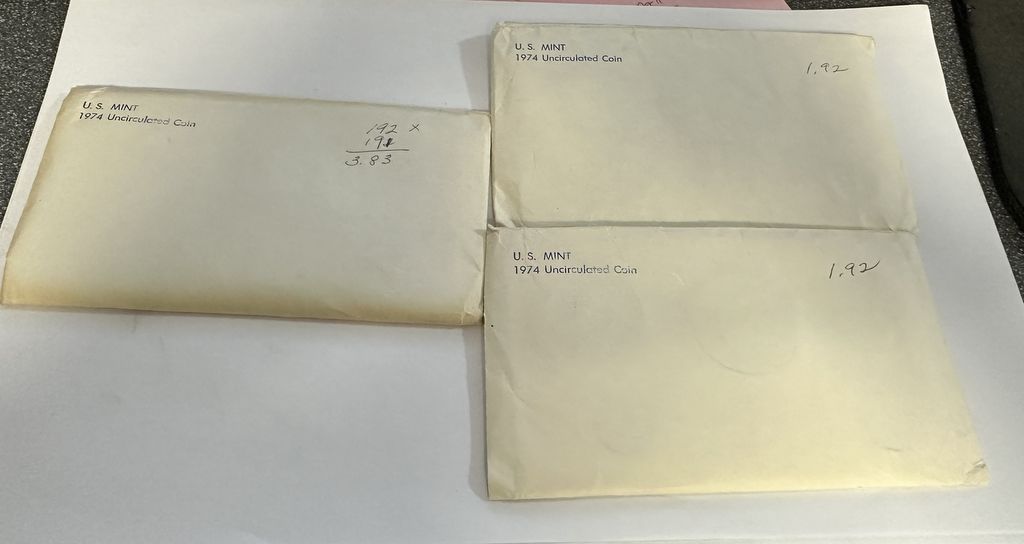 U. S. MINT
1974 Uncirculated Coin
192 x
191
3.83
U. S. MINT
1974 Uncirculated Coin
1.92
U. S. MINT
1974 Uncirculated Coin
1.92